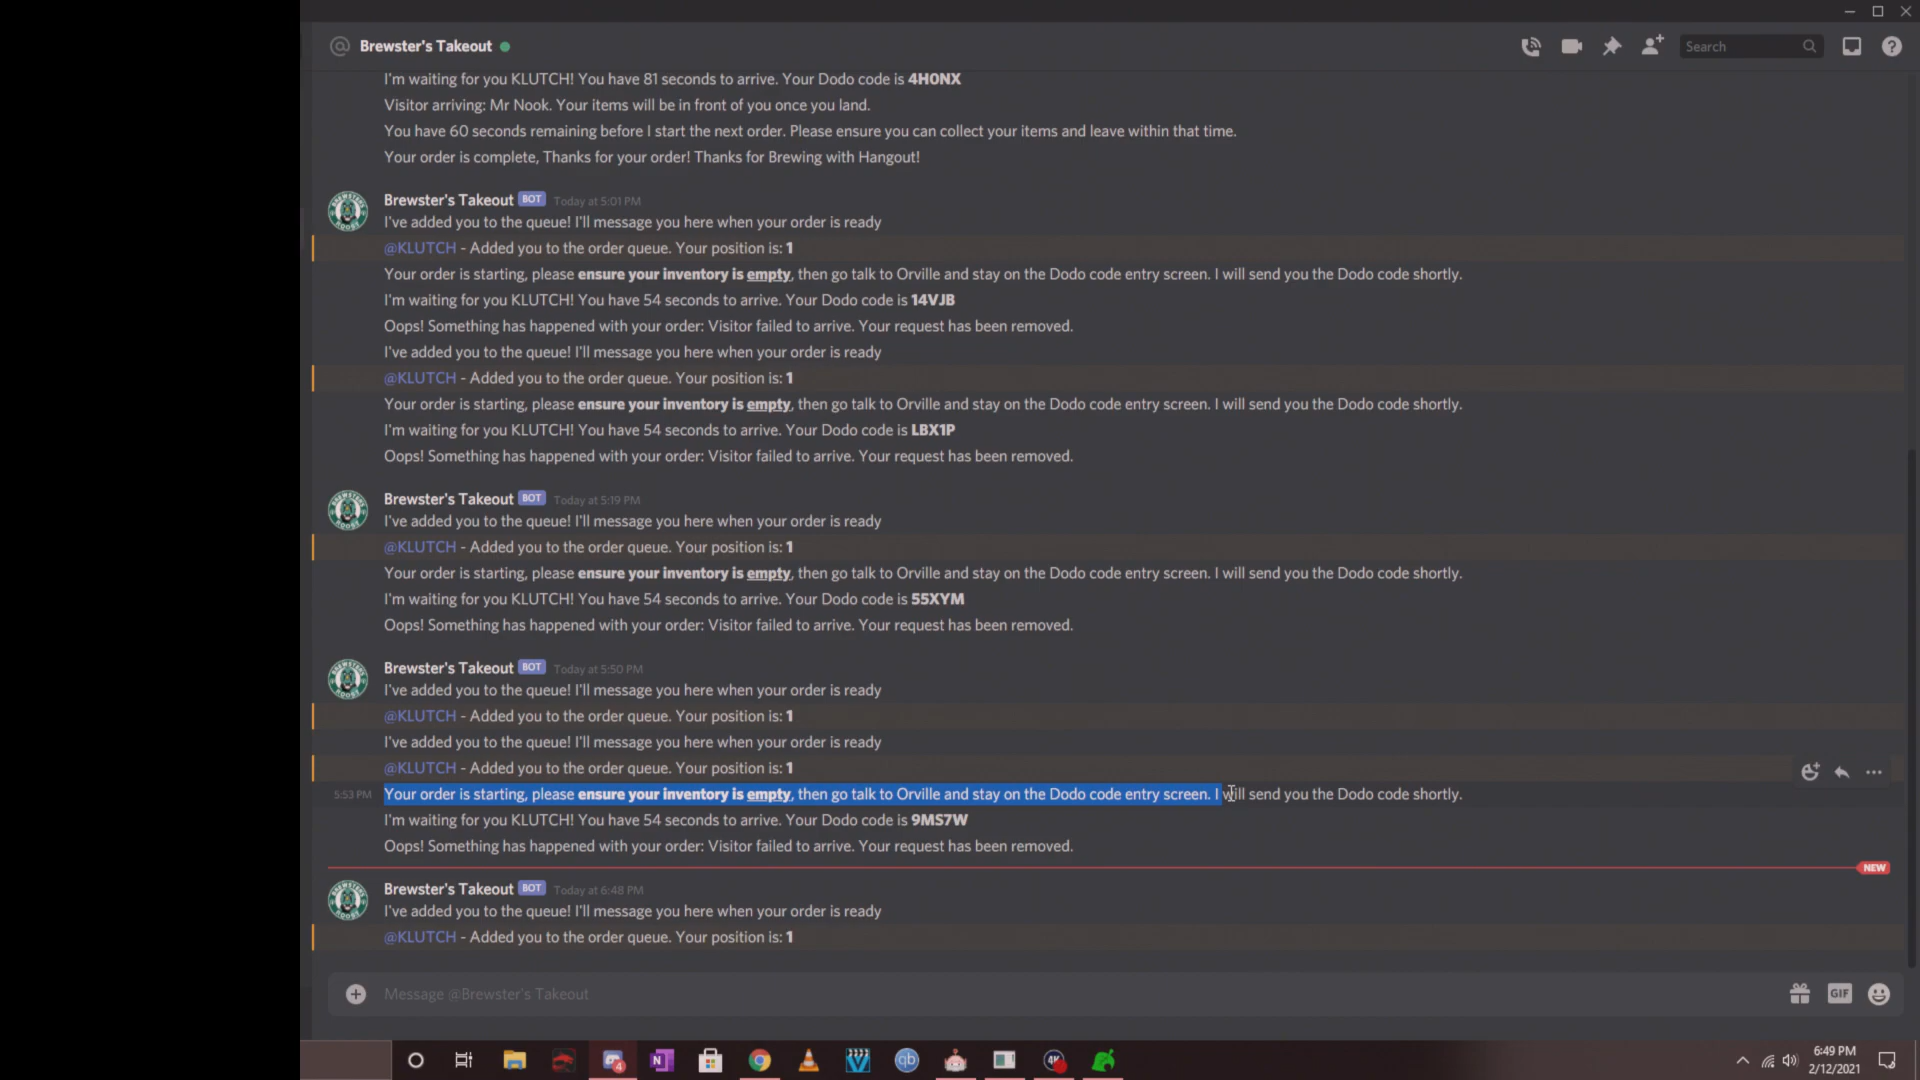 Brewster's Takeout
Search
I'm waiting for you KLUTCH! You have 81 seconds to arrive. Your Dodo code is 4H0NX
Visitor arriving: Mr Nook. Your items will be in front of you once you land.
You have 60 seconds remaining before I start the next order. Please ensure you can collect your items and leave within that time.
Your order is complete, Thanks for your order! Thanks for Brewing with Hangout!
Brewster's Takeout BOT Today at 5:01 PM
I've added you to the queue! I'll message you here when your order is ready
@KLUTCH - Added you to the order queue. Your position is: 1
Your order is starting, please ensure your inventory is empty, then go talk to Orville and stay on the Dodo code entry screen. I will send you the Dodo code shortly.
I'm waiting for you KLUTCH! You have 54 seconds to arrive. Your Dodo code is 14VJB
Oops! Something has happened with your order: Visitor failed to arrive. Your request has been removed.
I've added you to the queue! I'll message you here when your order is ready
@KLUTCH - Added you to the order queue. Your position is: 1
Your order is starting, please ensure your inventory is empty, then go talk to Orville and stay on the Dodo code entry screen. I will send you the Dodo code shortly.
I'm waiting for you KLUTCH! You have 54 seconds to arrive. Your Dodo code is LBX1P
Oops! Something has happened with your order: Visitor failed to arrive. Your request has been removed.
Brewster's Takeout BOT Today at 5:19 PM
I've added you to the queue! I'll message you here when your order is ready
@KLUTCH - Added you to the order queue. Your position is: 1
Your order is starting, please ensure your inventory is empty, then go talk to Orville and stay on the Dodo code entry screen. I will send you the Dodo code shortly.
I'm waiting for you KLUTCH! You have 54 seconds to arrive. Your Dodo code is 55XYM
Oops! Something has happened with your order: Visitor failed to arrive. Your request has been removed.
Brewster's Takeout BOT Today at 5:50 PM
I've added you to the queue! I'll message you here when your order is ready
@KLUTCH - Added you to the order queue. Your position is: 1
I've added you to the queue! I'll message you here when your order is ready
@KLUTCH - Added you to the order queue. Your position is: 1
5:53 PM Your order is starting, please ensure your inventory is empty, then go talk to Orville and stay on the Dodo code entry screen. I will send you the Dodo code shortly.
I'm waiting for you KLUTCH! You have 54 seconds to arrive. Your Dodo code is 9MS7W
Oops! Something has happened with your order: Visitor failed to arrive. Your request has been removed.
NEW
Brewster's Takeout BOT Today at 6:48 PM
I've added you to the queue! I'll message you here when your order is ready
@KLUTCH - Added you to the order queue. Your position is: 1
Message @Brewster's Takeout
GIF
6:49 PM
2/12/2021